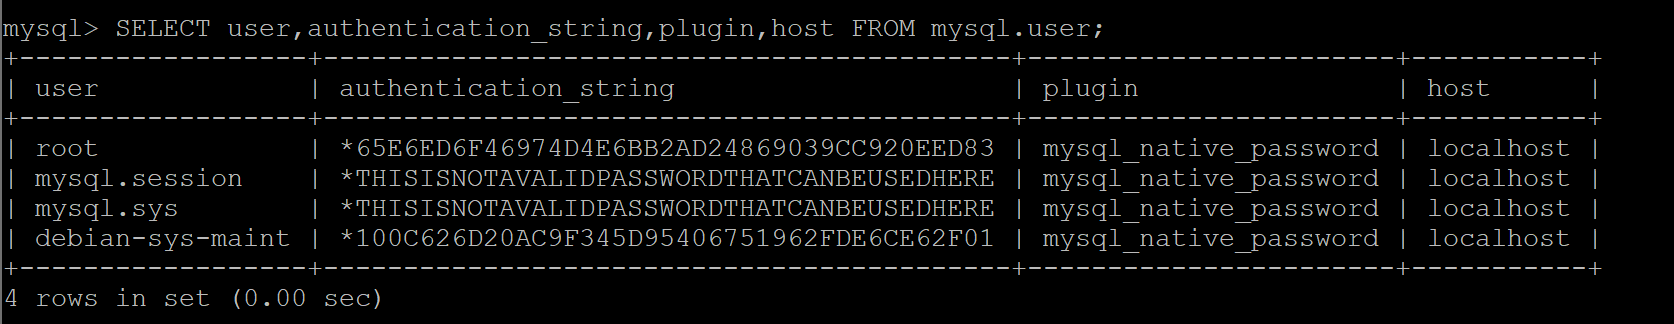 mysql> SELECT user,authentication_string,plugin,host FROM mysql.user;
+------------------+-------------------------------------------+-----------------------+-----------+
| user             | authentication_string                     | plugin                | host      |
+------------------+-------------------------------------------+-----------------------+-----------+
| root             | *65E6ED6F46974D4E6BB2AD24869039CC920EED83 | mysql_native_password | localhost |
| mysql.session    | *THISISNOTAVALIDPASSWORDTHATCANBEUSEDHERE | mysql_native_password | localhost |
| mysql.sys        | *THISISNOTAVALIDPASSWORDTHATCANBEUSEDHERE | mysql_native_password | localhost |
| debian-sys-maint | *100C626D20AC9F345D95406751962FDE6CE62F01 | mysql_native_password | localhost |
+------------------+-------------------------------------------+-----------------------+-----------+
4 rows in set (0.00 sec)